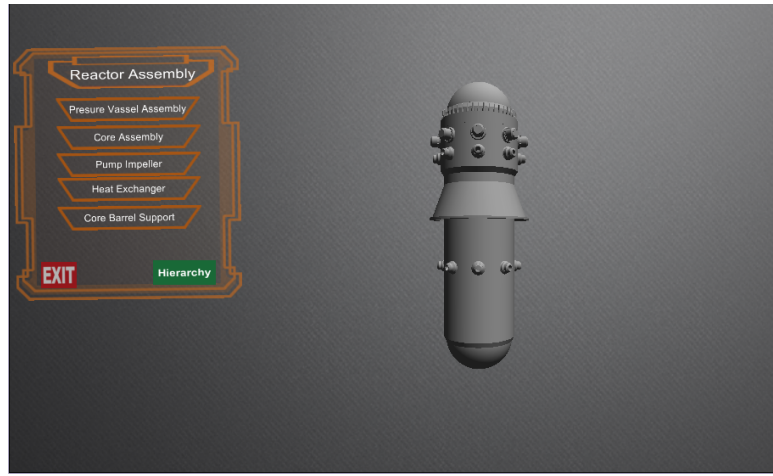 Reactor Assembly
Presure Vassel Assembly
Core Assembly
Pump Impeller
Heat Exchanger
Core Barrel Support
EXIT
Hierarchy